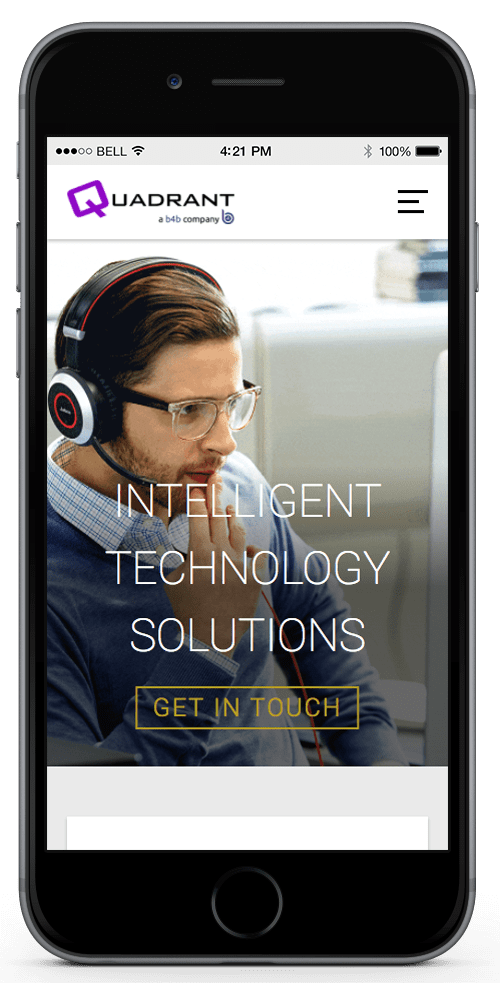 BELL 4:21 PM 100%
QUADRANT
a b4b company b
INTELLIGENT
TECHNOLOGY
SOLUTIONS
GET IN TOUCH